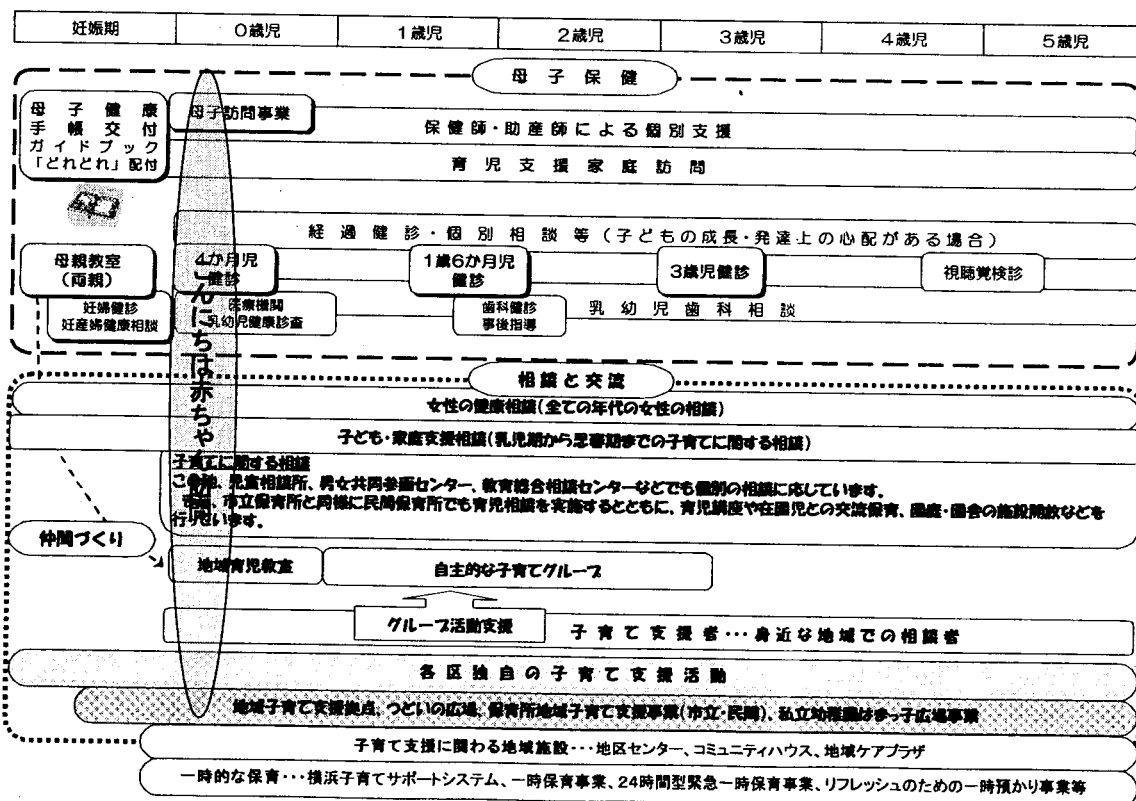 妊娠期 0歳児 1歳児 2歳児 3歳児 4歳児 5歳児
母子保健
母子健康
手帳交付
ガイドブック
「どれどれ」配付
母子訪問事業
保健師・助産師による個別支援
育児支援家庭訪問
経過健診・個別相談等(子どもの成長・発達上の心配がある場合)
母親教室
(両親)
4か月児
健診
1歳6か月児
健診
3歳児健診
視聴覚検診
妊婦健診
妊産婦健康相談
医療機関
乳幼児健康診査
歯科健診
事後指導
乳幼児歯科相談
こんにちは赤ちゃん訪問
相談と交流
女性の健康相談(全ての年代の女性の相談)
子ども・家庭支援相談(乳児期から思春期までの子育てに関する相談)
子育てに関する相談
児童相談所、男女共同参画センター、教育総合相談センターなどでも個別の相談に応じています。
市立保育所と同様に民間保育所でも育児相談を実施するとともに、育児講座や在園児との交流保育、園庭・園舎の施設開放などを
行っています。
仲間づくり
地域育児教室
自主的な子育てグループ
グループ活動支援
子育て支援者・・・身近な地域での相談者
各区独自の子育て支援活動
地域子育て支援拠点、つどいの広場、保育所地域子育て支援事業(市立・民間)、私立幼稚園はまっ子広場事業
子育て支援に関わる地域施設・・・地区センター、コミュニティハウス、地域ケアプラザ
一時的な保育・・・横浜子育てサポートシステム、一時保育事業、24時間型緊急一時保育事業、リフレッシュのための一時預かり事業等